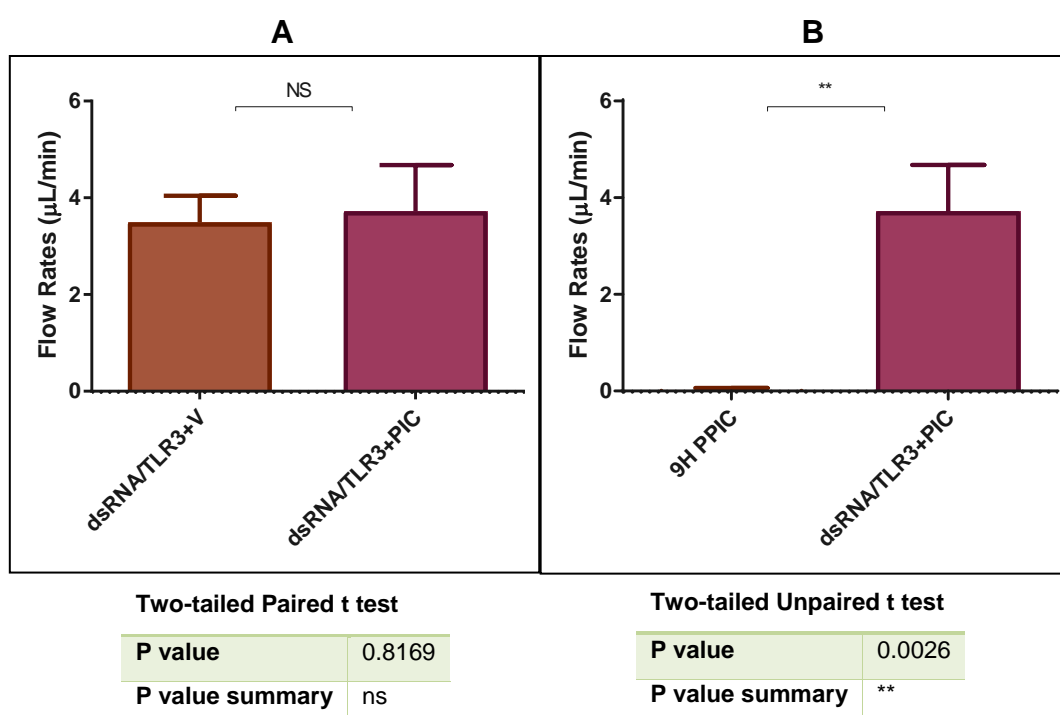 A
NS
6
4
2
0
Flow Rates (µL/min)
dsRNA/TLR3+V
dsRNA/TLR3+PIC
Two-tailed Paired t test
P value 0.8169
P value summary ns
B
**
6
4
2
0
Flow Rates (µL/min)
9H PPIC
dsRNA/TLR3+PIC
Two-tailed Unpaired t test
P value 0.0026
P value summary **